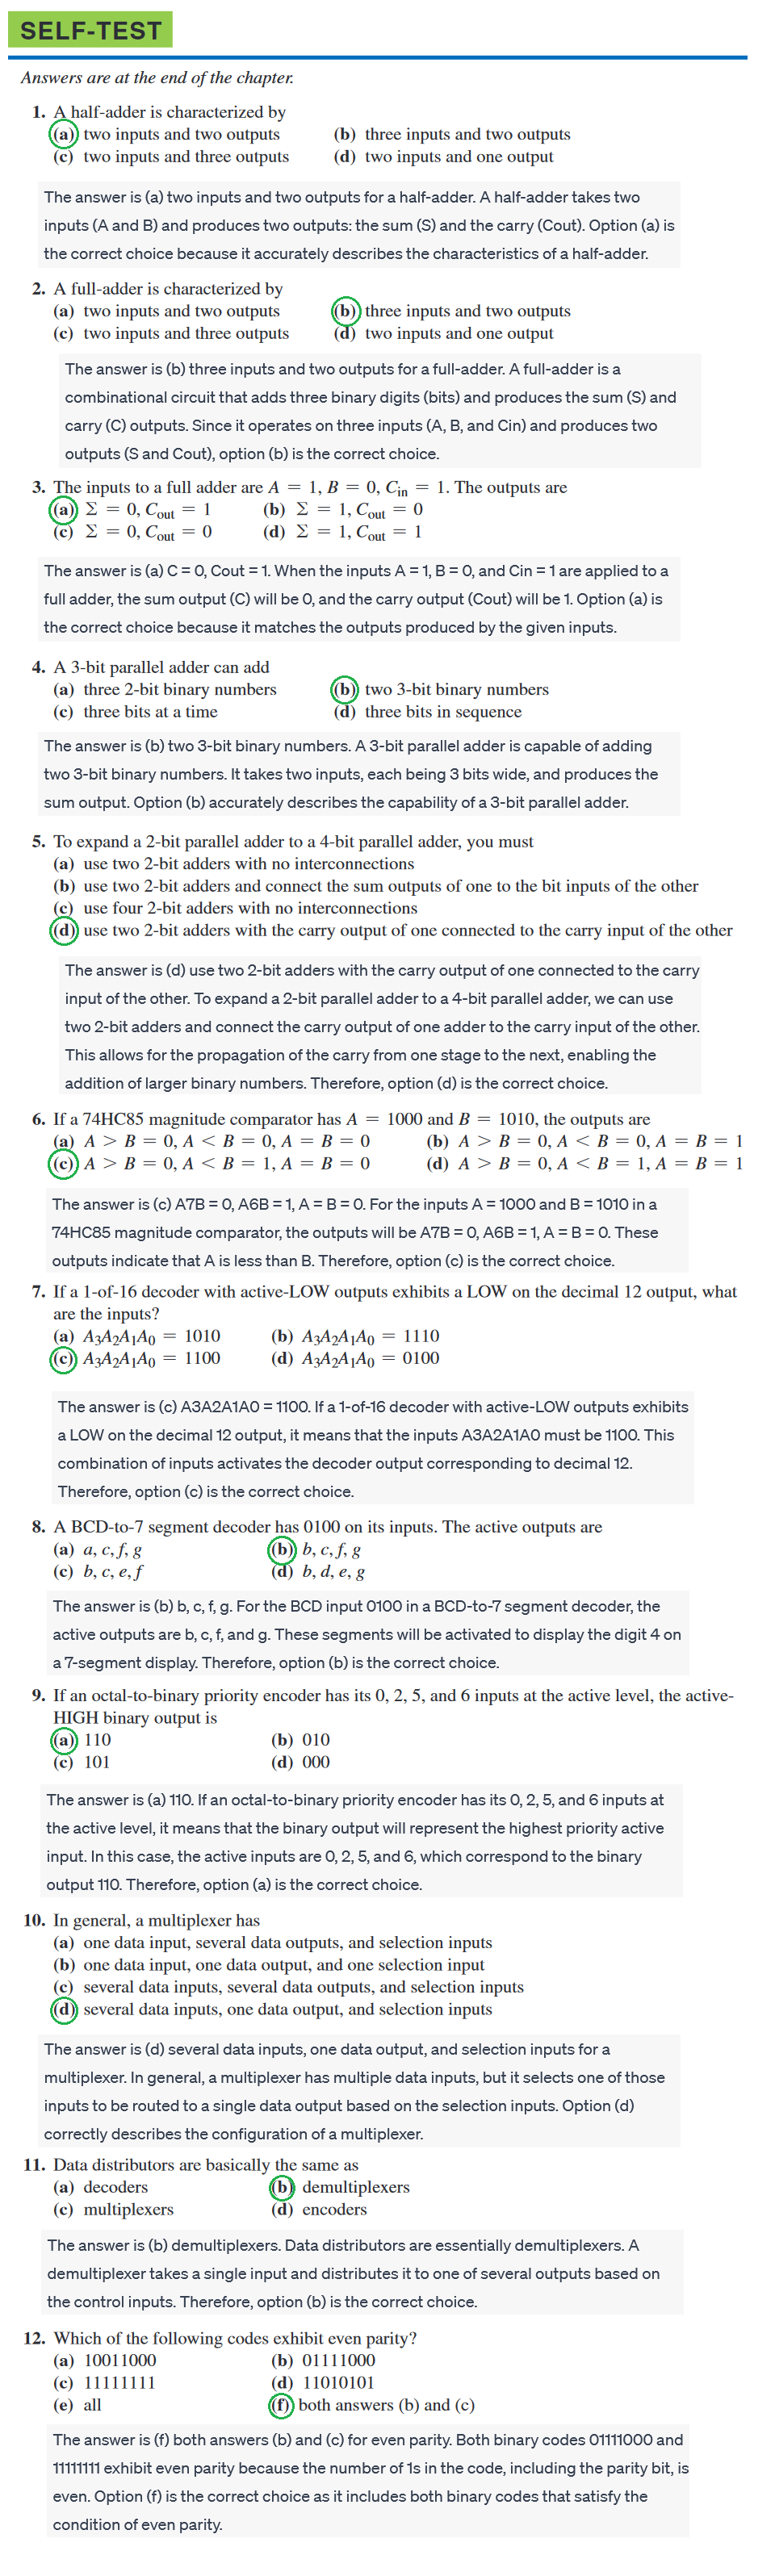 SELF-TEST
Answers are at the end of the chapter.
1. A half-adder is characterized by
(a) two inputs and two outputs (b) three inputs and two outputs
(c) two inputs and three outputs (d) two inputs and one output
The answer is (a) two inputs and two outputs for a half-adder. A half-adder takes two
inputs (A and B) and produces two outputs: the sum (S) and the carry (Cout). Option (a) is
the correct choice because it accurately describes the characteristics of a half-adder.
2. A full-adder is characterized by
(a) two inputs and two outputs (b) three inputs and two outputs
(c) two inputs and three outputs (d) two inputs and one output
The answer is (b) three inputs and two outputs for a full-adder. A full-adder is a
combinational circuit that adds three binary digits (bits) and produces the sum (S) and
carry (C) outputs. Since it operates on three inputs (A, B, and Cin) and produces two
outputs (S and Cout), option (b) is the correct choice.
3. The inputs to a full adder are A = 1, B = 0, Cin = 1. The outputs are
(a) Σ = 0, Cout = 1 (b) Σ = 1, Cout = 0
(c) Σ = 0, Cout = 0 (d) Σ = 1, Cout = 1
The answer is (a) C = 0, Cout = 1. When the inputs A = 1, B = 0, and Cin = 1 are applied to a
full adder, the sum output (C) will be 0, and the carry output (Cout) will be 1. Option (a) is
the correct choice because it matches the outputs produced by the given inputs.
4. A 3-bit parallel adder can add
(a) three 2-bit binary numbers (b) two 3-bit binary numbers
(c) three bits at a time (d) three bits in sequence
The answer is (b) two 3-bit binary numbers. A 3-bit parallel adder is capable of adding
two 3-bit binary numbers. It takes two inputs, each being 3 bits wide, and produces the
sum output. Option (b) accurately describes the capability of a 3-bit parallel adder.
5. To expand a 2-bit parallel adder to a 4-bit parallel adder, you must
(a) use two 2-bit adders with no interconnections
(b) use two 2-bit adders and connect the sum outputs of one to the bit inputs of the other
(c) use four 2-bit adders with no interconnections
(d) use two 2-bit adders with the carry output of one connected to the carry input of the other
The answer is (d) use two 2-bit adders with the carry output of one connected to the carry
input of the other. To expand a 2-bit parallel adder to a 4-bit parallel adder, we can use
two 2-bit adders and connect the carry output of one adder to the carry input of the other.
This allows for the propagation of the carry from one stage to the next, enabling the
addition of larger binary numbers. Therefore, option (d) is the correct choice.
6. If a 74HC85 magnitude comparator has A = 1000 and B = 1010, the outputs are
(a) A > B = 0, A < B = 0, A = B = 0 (b) A > B = 0, A < B = 0, A = B = 1
(c) A > B = 0, A < B = 1, A = B = 0 (d) A > B = 0, A < B = 1, A = B = 1
The answer is (c) A7B = 0, A6B = 1, A = B = 0. For the inputs A = 1000 and B = 1010 in a
74HC85 magnitude comparator, the outputs will be A7B = 0, A6B = 1, A = B = 0. These
outputs indicate that A is less than B. Therefore, option (c) is the correct choice.
7. If a 1-of-16 decoder with active-LOW outputs exhibits a LOW on the decimal 12 output, what
are the inputs?
(a) A3A2A1A0 = 1010 (b) A3A2A1A0 = 1110
(c) A3A2A1A0 = 1100 (d) A3A2A1A0 = 0100
The answer is (c) A3A2A1A0 = 1100. If a 1-of-16 decoder with active-LOW outputs exhibits
a LOW on the decimal 12 output, it means that the inputs A3A2A1A0 must be 1100. This
combination of inputs activates the decoder output corresponding to decimal 12.
Therefore, option (c) is the correct choice.
8. A BCD-to-7 segment decoder has 0100 on its inputs. The active outputs are
(a) a, c, f, g (b) b, c, f, g
(c) b, c, e, f (d) b, d, e, g
The answer is (b) b, c, f, g. For the BCD input 0100 in a BCD-to-7 segment decoder, the
active outputs are b, c, f, and g. These segments will be activated to display the digit 4 on
a 7-segment display. Therefore, option (b) is the correct choice.
9. If an octal-to-binary priority encoder has its 0, 2, 5, and 6 inputs at the active level, the active-
HIGH binary output is
(a) 110 (b) 010
(c) 101 (d) 000
The answer is (a) 110. If an octal-to-binary priority encoder has its 0, 2, 5, and 6 inputs at
the active level, it means that the binary output will represent the highest priority active
input. In this case, the active inputs are 0, 2, 5, and 6, which correspond to the binary
output 110. Therefore, option (a) is the correct choice.
10. In general, a multiplexer has
(a) one data input, several data outputs, and selection inputs
(b) one data input, one data output, and one selection input
(c) several data inputs, several data outputs, and selection inputs
(d) several data inputs, one data output, and selection inputs
The answer is (d) several data inputs, one data output, and selection inputs for a
multiplexer. In general, a multiplexer has multiple data inputs, but it selects one of those
inputs to be routed to a single data output based on the selection inputs. Option (d)
correctly describes the configuration of a multiplexer.
11. Data distributors are basically the same as
(a) decoders (b) demultiplexers
(c) multiplexers (d) encoders
The answer is (b) demultiplexers. Data distributors are essentially demultiplexers. A
demultiplexer takes a single input and distributes it to one of several outputs based on
the control inputs. Therefore, option (b) is the correct choice.
12. Which of the following codes exhibit even parity?
(a) 10011000 (b) 01111000
(c) 11111111 (d) 11010101
(e) all (f) both answers (b) and (c)
The answer is (f) both answers (b) and (c) for even parity. Both binary codes 01111000 and
11111111 exhibit even parity because the number of 1s in the code, including the parity bit, is
even. Option (f) is the correct choice as it includes both binary codes that satisfy the
condition of even parity.